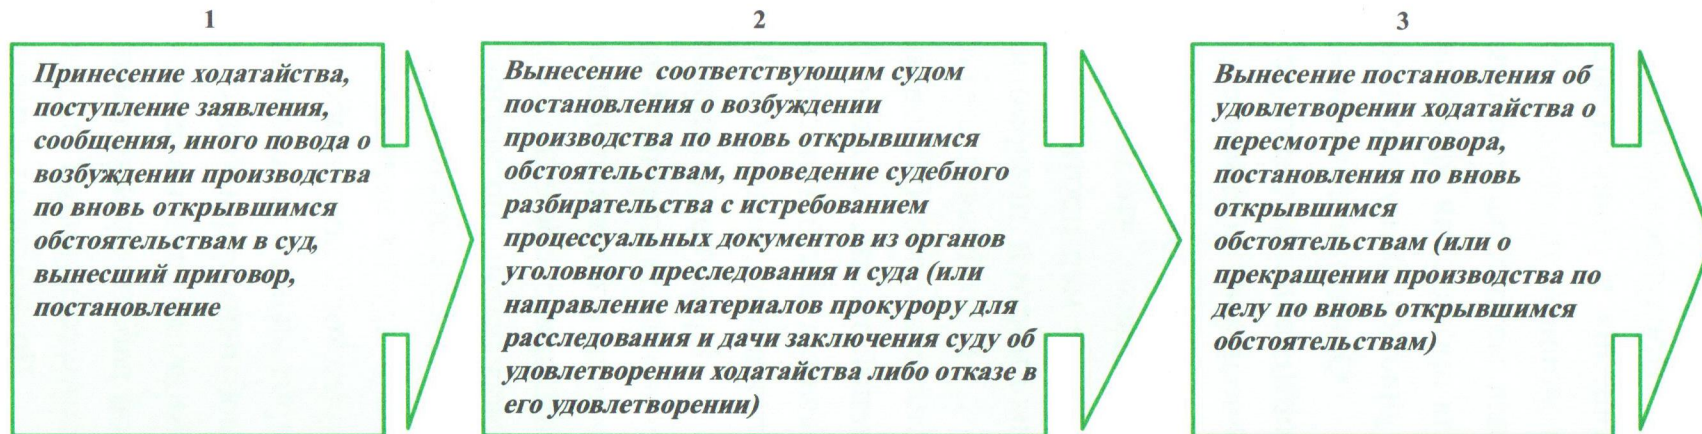 1
Принесение ходатайства,
поступление заявления,
сообщения, иного повода о
возбуждении производства
по вновь открывшимся
обстоятельствам в суд,
вынесший приговор,
постановление
2
Вынесение соответствующим судом
постановления о возбуждении
производства по вновь открывшимся
обстоятельствам, проведение судебного
разбирательства с истребованием
процессуальных документов из органов
уголовного преследования и суда (или
направление материалов прокурору для
расследования и дачи заключения суду об
удовлетворении ходатайства либо отказе в
его удовлетворении)
3
Вынесение постановления об
удовлетворении ходатайства о
пересмотре приговора,
постановления по вновь
открывшимся
обстоятельствам (или о
прекращении производства по
делу по вновь открывшимся
обстоятельствам)